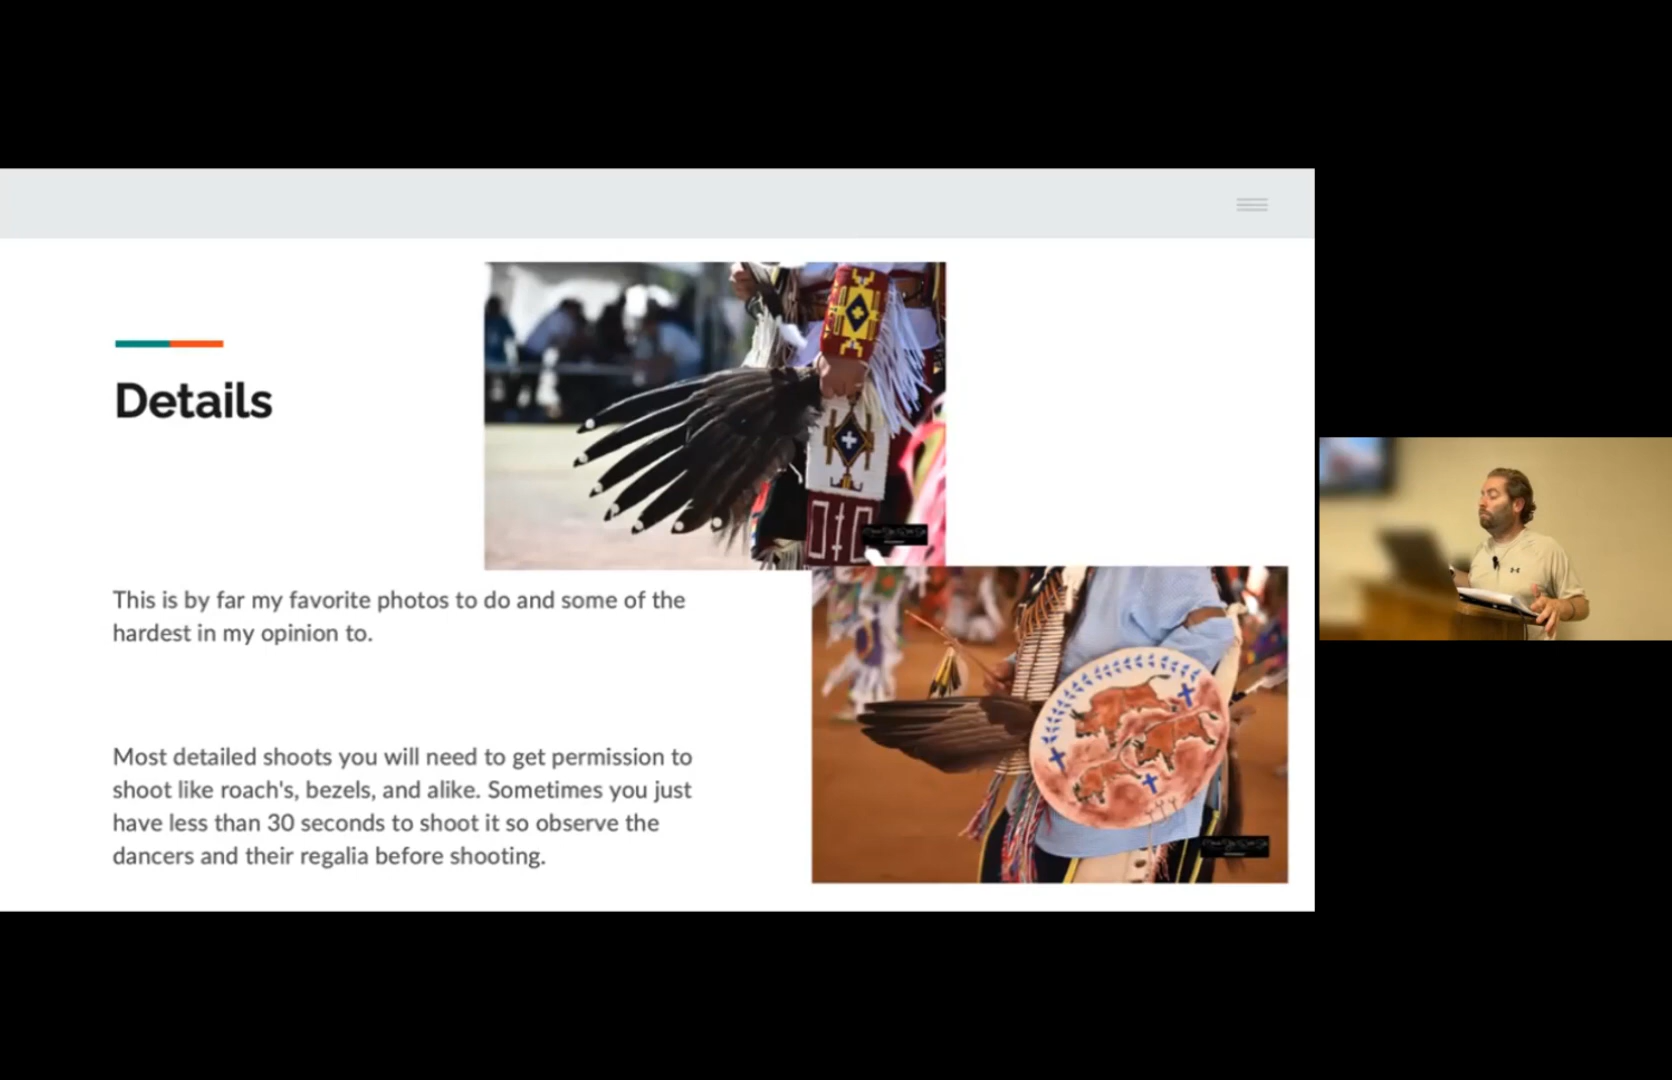 Details
This is by far my favorite photos to do and some of the
hardest in my opinion to.
Most detailed shoots you will need to get permission to
shoot like roach's, bezels, and alike. Sometimes you just
have less than 30 seconds to shoot it so observe the
dancers and their regalia before shooting.